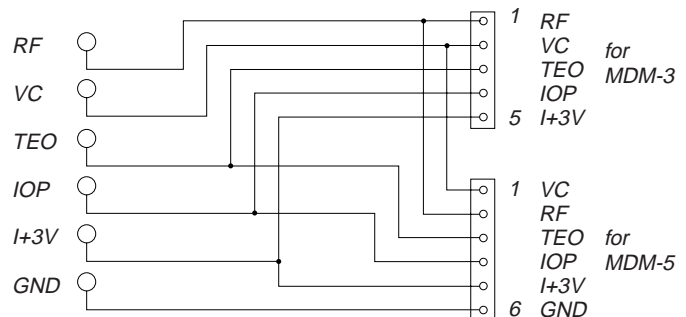 RF
VC
TEO
IOP
I+3V
GND
1 RF
VC
TEO
IOP
5 I+3V
for
MDM-3
1 VC
RF
TEO
IOP
I+3V
6 GND
for
MDM-5